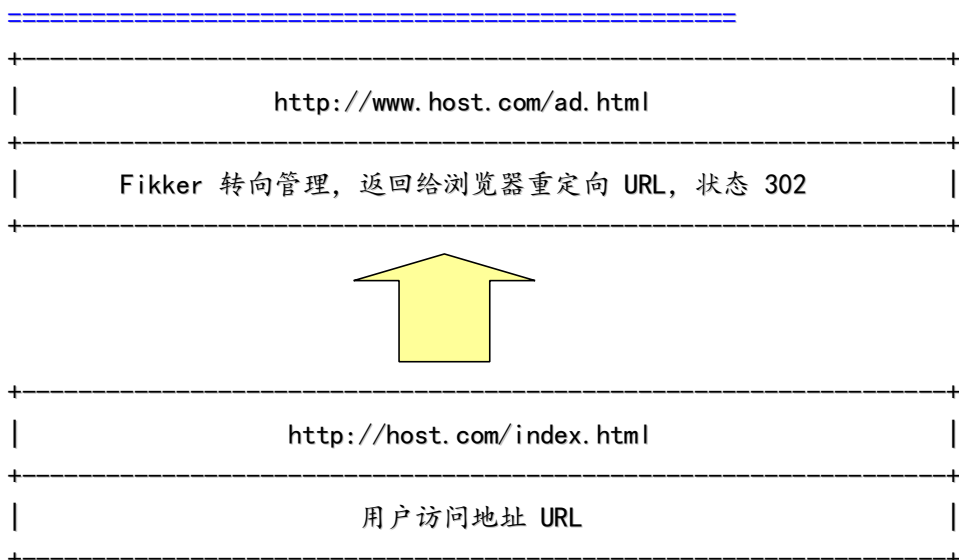 ====================================================
+------------------------------------------------------------------+
| http://www.host.com/ad.html |
+------------------------------------------------------------------+
| Fikker 转向管理, 返回给浏览器重定向 URL, 状态 302 |
+------------------------------------------------------------------+
+------------------------------------------------------------------+
| http://host.com/index.html |
+------------------------------------------------------------------+
| 用户访问地址 URL |
+------------------------------------------------------------------+